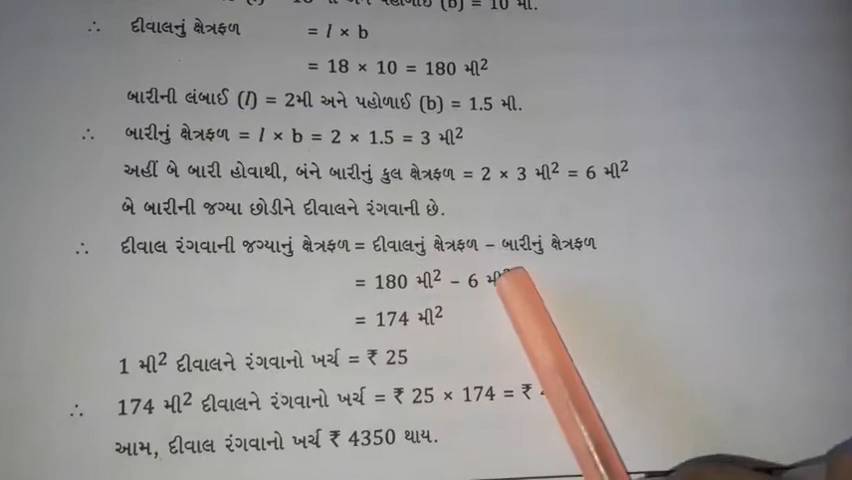 (b) = 10 મી.
∴ દીવાલનું ક્ષેત્રફળ = l × b
= 18 × 10 = 180 મી²
બારીની લંબાઈ (l) = 2મી અને પહોળાઈ (b) = 1.5 મી.
∴ બારીનું ક્ષેત્રફળ = l × b = 2 × 1.5 = 3 મી²
અહીં બે બારી હોવાથી, બંને બારીનું કુલ ક્ષેત્રફળ = 2 × 3 મી² = 6 મી²
બે બારીની જગ્યા છોડીને દીવાલને રંગવાની છે.
∴ દીવાલ રંગવાની જગ્યાનું ક્ષેત્રફળ = દીવાલનું ક્ષેત્રફળ – બારીનું ક્ષેત્રફળ
= 180 મી² – 6 મી²
= 174 મી²
1 મી² દીવાલને રંગવાનો ખર્ચ = ₹ 25
∴ 174 મી² દીવાલને રંગવાનો ખર્ચ = ₹ 25 × 174 = ₹
આમ, દીવાલ રંગવાનો ખર્ચ ₹ 4350 થાય.